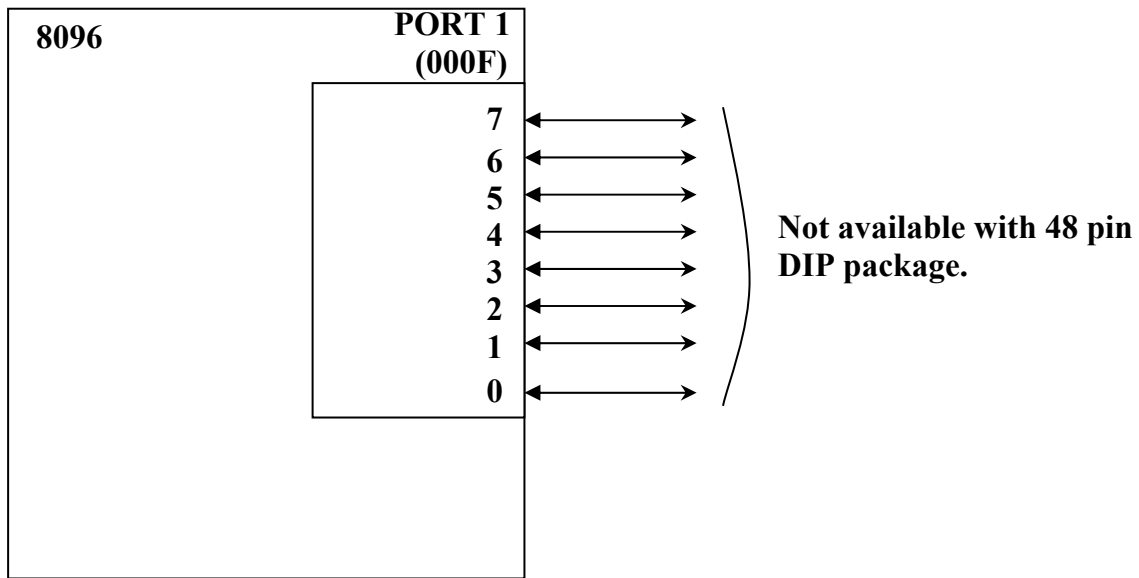 8096
PORT 1
(000F)
7
6
5
4
3
2
1
0
Not available with 48 pin
DIP package.